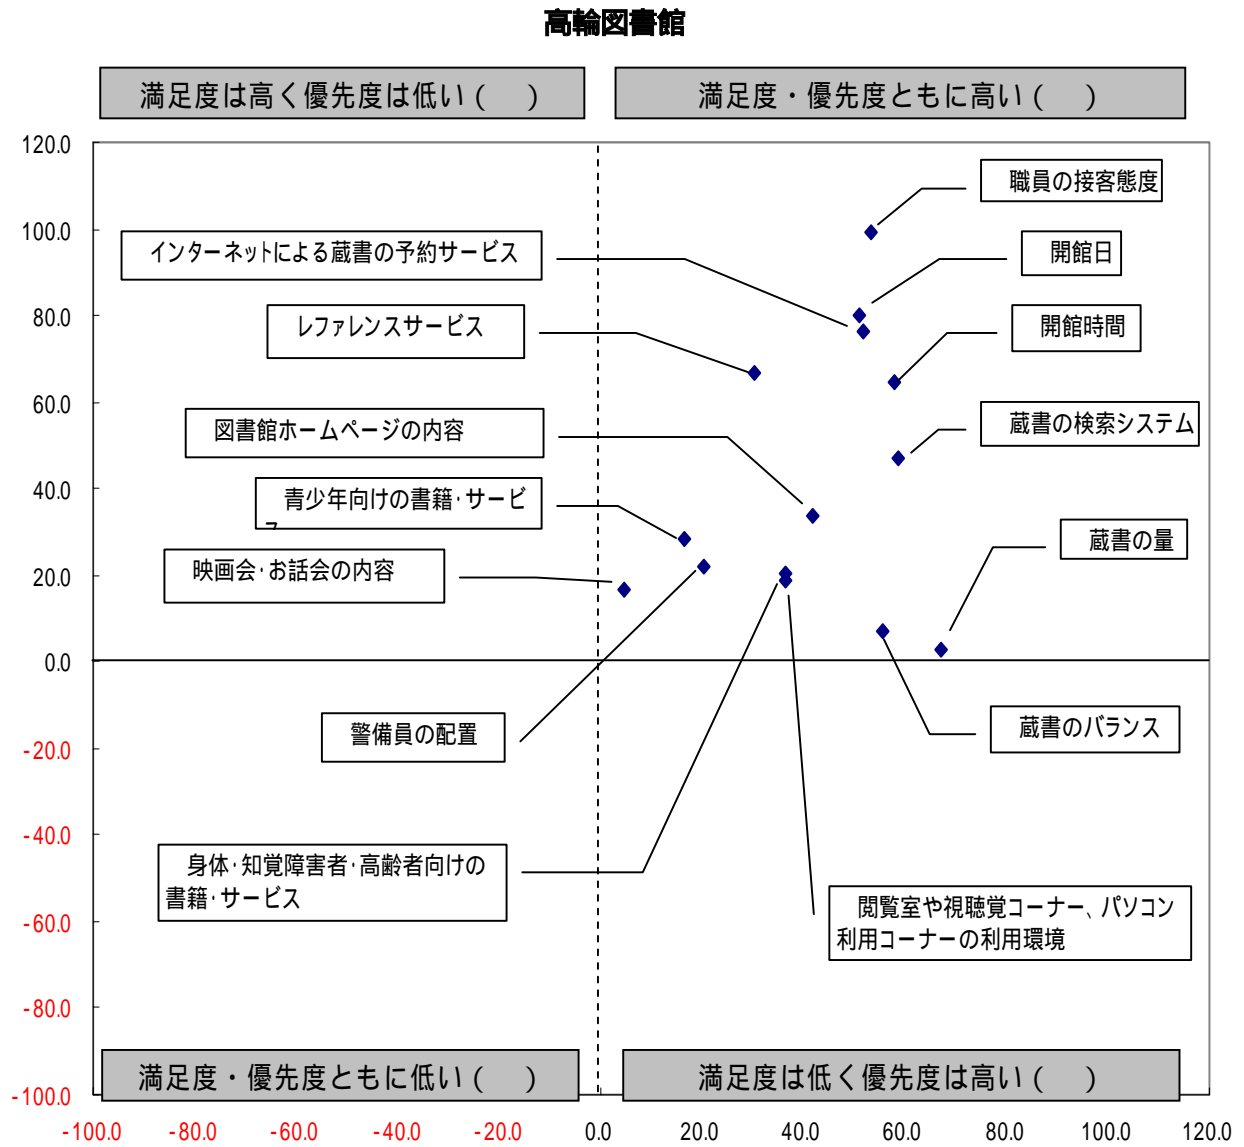 高輪図書館
満足度は高く優先度は低い (　)
満足度・優先度ともに高い (　)
120.0
100.0
80.0
60.0
40.0
20.0
0.0
-20.0
-40.0
-60.0
-80.0
-100.0
職員の接客態度
インターネットによる蔵書の予約サービス
開館日
レファレンスサービス
開館時間
図書館ホームページの内容
蔵書の検索システム
青少年向けの書籍・サービ
蔵書の量
映画会・お話会の内容
警備員の配置
蔵書のバランス
身体・知覚障害者・高齢者向けの
書籍・サービス
閲覧室や視聴覚コーナー、パソコン
利用コーナーの利用環境
満足度・優先度ともに低い (　)
満足度は低く優先度は高い (　)
-100.0 -80.0 -60.0 -40.0 -20.0 0.0 20.0 40.0 60.0 80.0 100.0 120.0